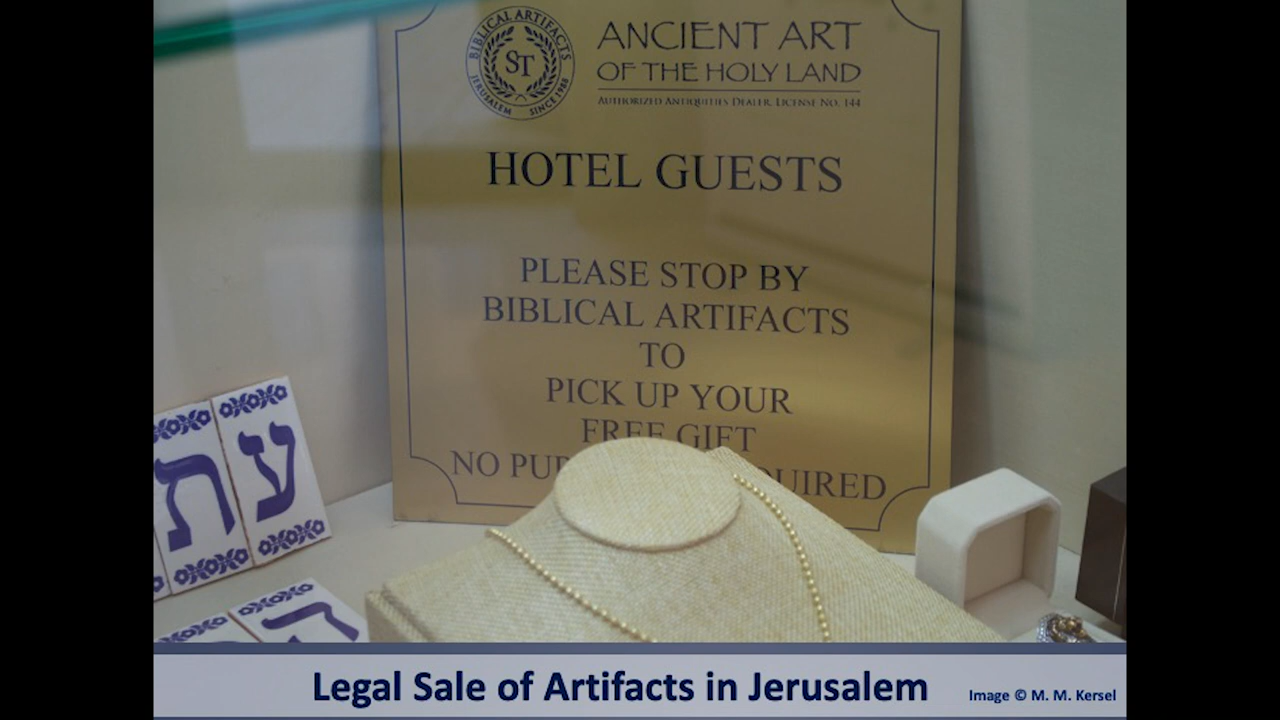 BIBLICAL ARTIFACTS
ST
JERUSALEM SINCE 1988
ANCIENT ART
OF THE HOLY LAND
AUTHORIZED ANTIQUITIES DEALER, LICENSE NO. 144
HOTEL GUESTS
PLEASE STOP BY
BIBLICAL ARTIFACTS
TO
PICK UP YOUR
FREE GIFT
NO
ת ע
Legal Sale of Artifacts in Jerusalem
Image © M. M. Kersel